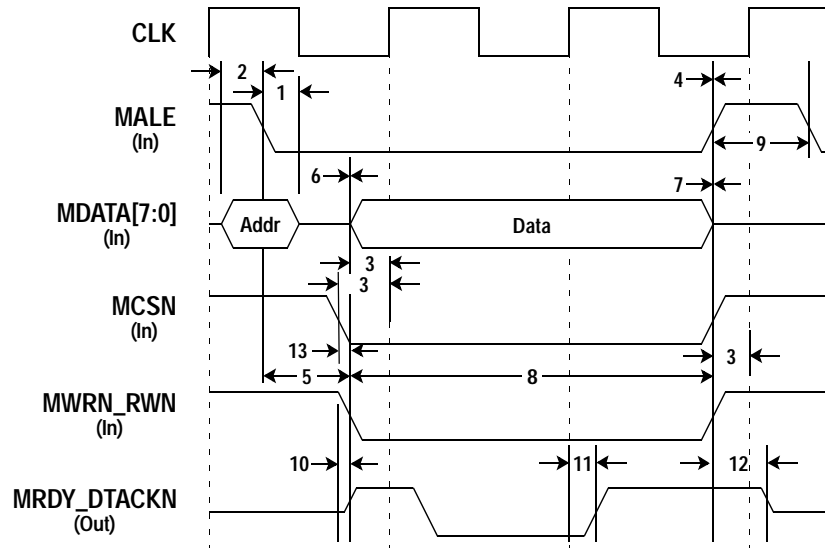 CLK
2
1
4
MALE
(In)
9
6
7
MDATA[7:0]
(In)
Addr
Data
3
3
MCSN
(In)
13
3
5
8
MWRN_RWN
(In)
10
11
12
MRDY_DTACKN
(Out)